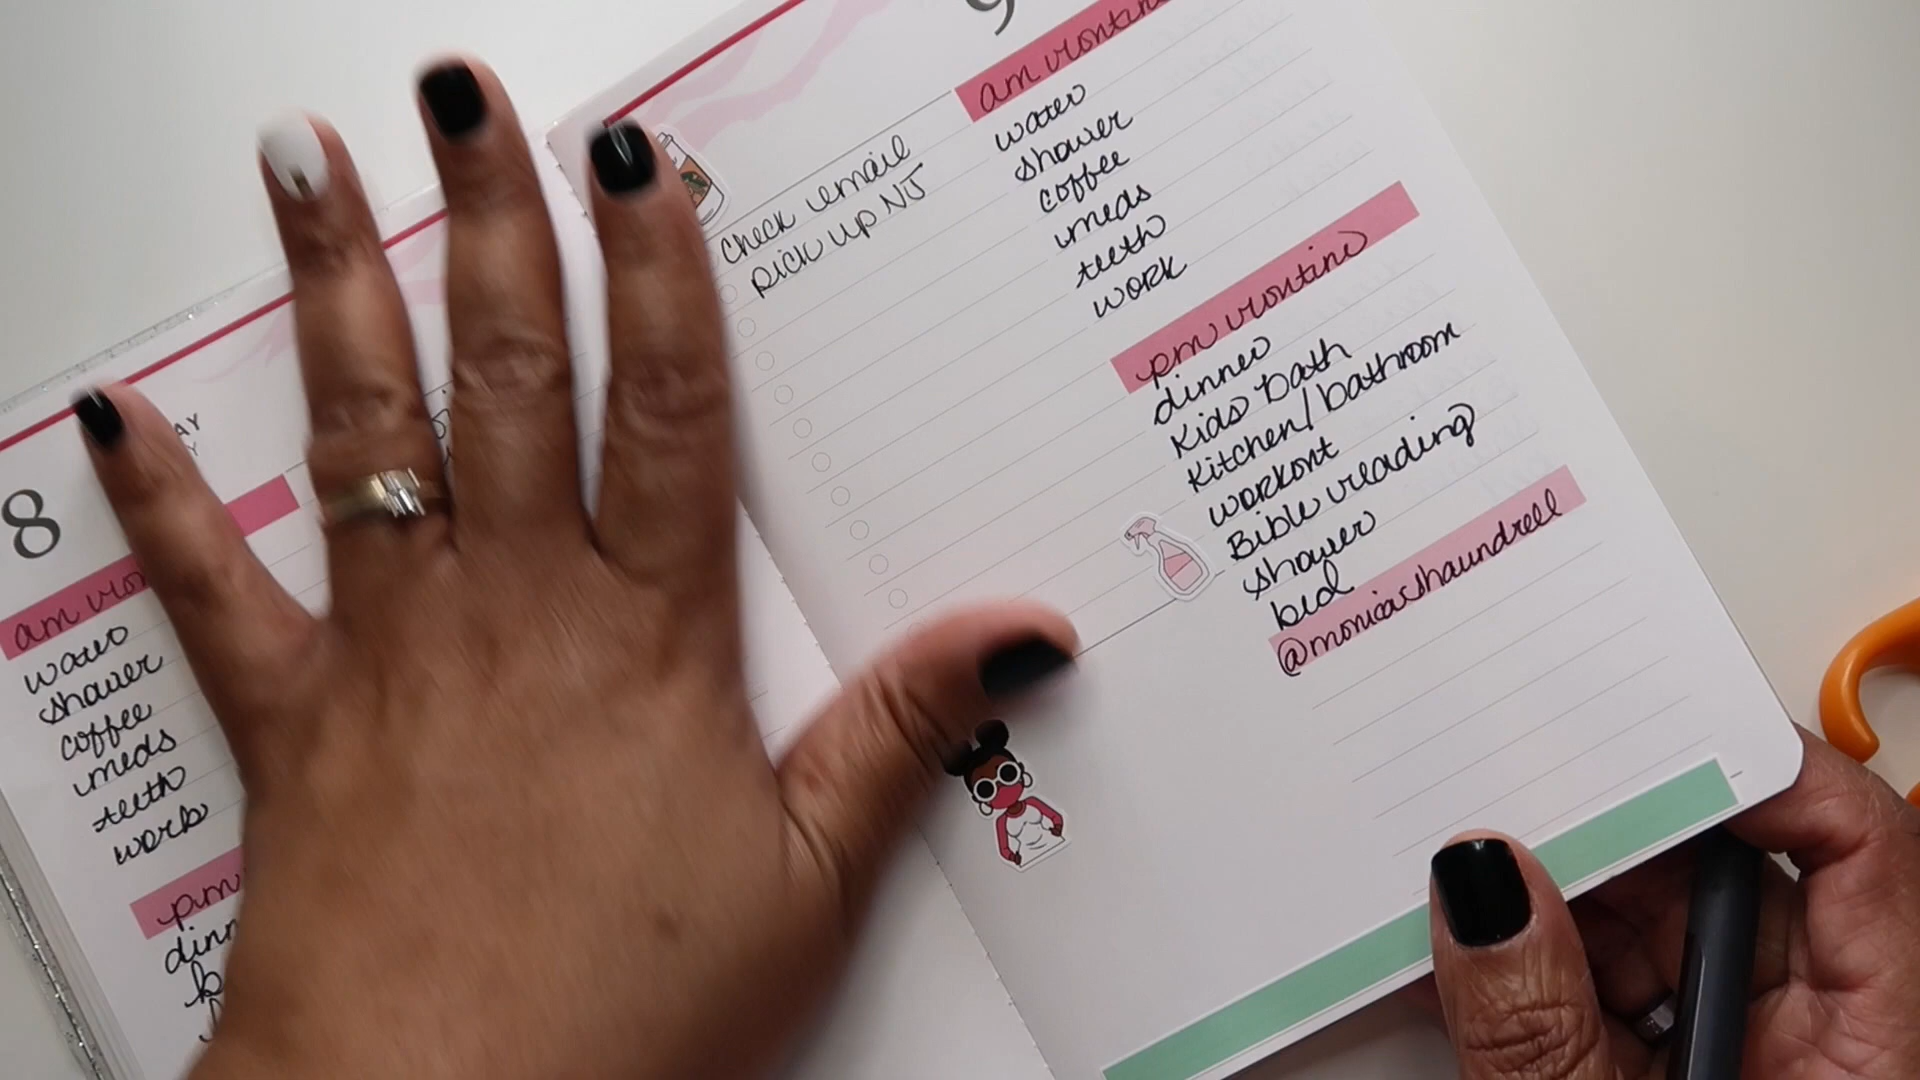 8
am
water
shower
coffee
meds
teeth
work
pm
dinn
9
check email
pick up NJ
am routine
water
shower
coffee
meds
teeth
work
pm routine
dinner
kids bath
kitchen/bathroom
workout
Bible reading
shower
bed
@monicashaundrell